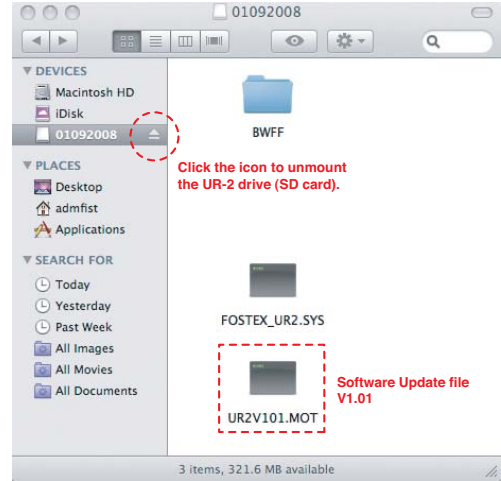 01092008
DEVICES
Macintosh HD
iDisk
01092008
PLACES
Desktop
admfist
Applications
SEARCH FOR
Today
Yesterday
Past Week
All Images
All Movies
All Documents
BWFF
Click the icon to unmount
the UR-2 drive (SD card).
FOSTEX_UR2.SYS
UR2V101.MOT
Software Update file
V1.01
3 items, 321.6 MB available